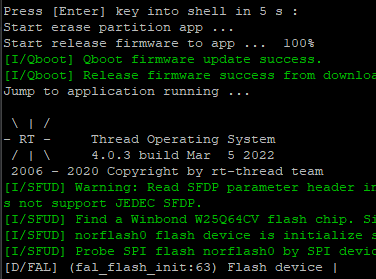 Press [Enter] key into shell in 5 s :
Start erase partition app ...
Start release firmware to app ...  100%
[I/Qboot] Qboot firmware update success.
[I/Qboot] Release firmware success from
Jump to application running ...
\ | /
- RT -     Thread Operating System
/ | \     4.0.3 build Mar  5 2022
2006 - 2020 Copyright by rt-thread team
[I/SFUD] Warning: Read SFDP parameter header
s not support JEDEC SFDP.
[I/SFUD] Find a Winbond W25Q64CV flash chip.
[I/SFUD] norflash0 flash device is initialize
[I/SFUD] Probe SPI flash norflash0 by SPI
[D/FAL] (fal_flash_init:63) Flash device |